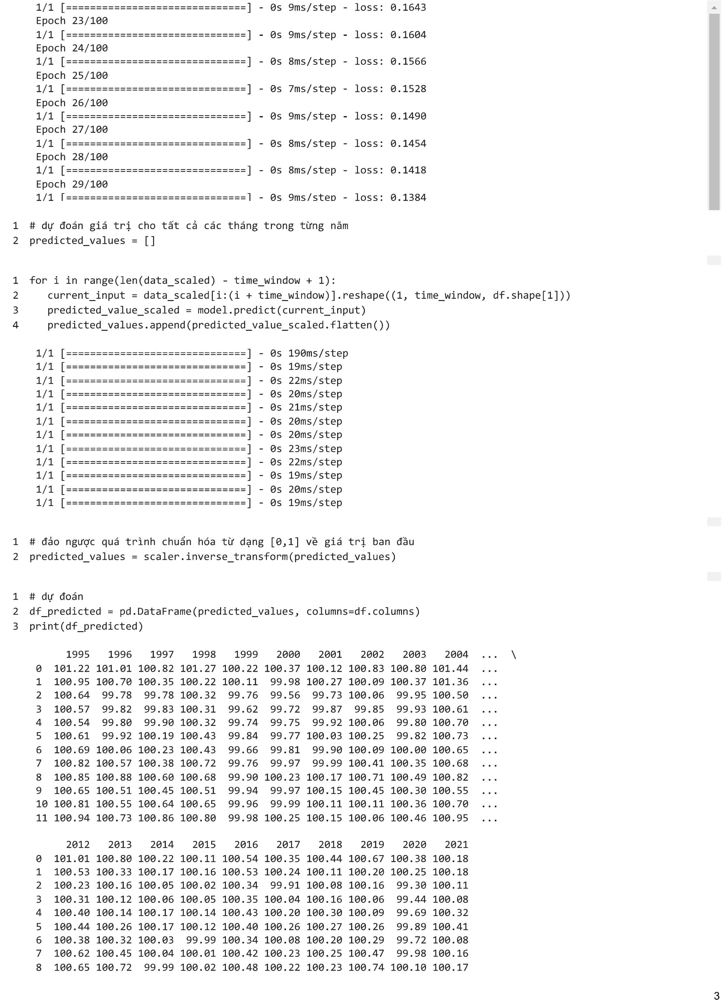 1/1 [==============================] - 0s 9ms/step - loss: 0.1643
Epoch 23/100
1/1 [==============================] - 0s 9ms/step - loss: 0.1604
Epoch 24/100
1/1 [==============================] - 0s 8ms/step - loss: 0.1566
Epoch 25/100
1/1 [==============================] - 0s 7ms/step - loss: 0.1528
Epoch 26/100
1/1 [==============================] - 0s 9ms/step - loss: 0.1490
Epoch 27/100
1/1 [==============================] - 0s 8ms/step - loss: 0.1454
Epoch 28/100
1/1 [==============================] - 0s 8ms/step - loss: 0.1418
Epoch 29/100
1/1 [==============================] - 0s 9ms/step - loss: 0.1384
1 # dự đoán giá trị cho tất cả các tháng trong từng năm
2 predicted_values = []
1 for i in range(len(data_scaled) - time_window + 1):
2    current_input = data_scaled[i:(i + time_window)].reshape((1, time_window, df.shape[1]))
3    predicted_value_scaled = model.predict(current_input)
4    predicted_values.append(predicted_value_scaled.flatten())
1/1 [==============================] - 0s 190ms/step
1/1 [==============================] - 0s 19ms/step
1/1 [==============================] - 0s 22ms/step
1/1 [==============================] - 0s 20ms/step
1/1 [==============================] - 0s 21ms/step
1/1 [==============================] - 0s 20ms/step
1/1 [==============================] - 0s 20ms/step
1/1 [==============================] - 0s 23ms/step
1/1 [==============================] - 0s 22ms/step
1/1 [==============================] - 0s 19ms/step
1/1 [==============================] - 0s 20ms/step
1/1 [==============================] - 0s 19ms/step
1 # đảo ngược quá trình chuẩn hóa từ dạng [0,1] về giá trị ban đầu
2 predicted_values = scaler.inverse_transform(predicted_values)
1 # dự đoán
2 df_predicted = pd.DataFrame(predicted_values, columns=df.columns)
3 print(df_predicted)
1995 1996 1997 1998 1999 2000 2001 2002 2003 2004 ... \
0 101.22 101.01 100.82 101.27 100.22 100.37 100.12 100.83 100.80 101.44 ...
1 100.95 100.70 100.35 100.22 100.11 99.98 100.27 100.09 100.37 101.36 ...
2 100.64 99.78 99.78 100.32 99.76 99.56 99.73 100.06 99.95 100.50 ...
3 100.57 99.82 99.83 100.31 99.62 99.72 99.87 99.85 99.93 100.61 ...
4 100.54 99.80 99.90 100.32 99.74 99.75 99.92 100.06 99.80 100.70 ...
5 100.61 99.92 100.19 100.43 99.84 99.77 100.03 100.25 99.82 100.73 ...
6 100.69 100.06 100.23 100.43 99.66 99.81 99.90 100.09 100.00 100.65 ...
7 100.82 100.57 100.38 100.72 99.76 99.97 99.99 100.41 100.35 100.68 ...
8 100.85 100.88 100.60 100.68 99.90 100.23 100.17 100.71 100.49 100.82 ...
9 100.65 100.51 100.45 100.51 99.94 99.97 100.15 100.45 100.30 100.55 ...
10 100.81 100.55 100.64 100.65 99.96 99.99 100.11 100.11 100.36 100.70 ...
11 100.94 100.73 100.86 100.80 99.98 100.25 100.15 100.06 100.46 100.95 ...
2012 2013 2014 2015 2016 2017 2018 2019 2020 2021
0 101.01 100.80 100.22 100.11 100.54 100.35 100.44 100.67 100.38 100.18
1 100.53 100.33 100.17 100.16 100.53 100.24 100.11 100.20 100.25 100.18
2 100.23 100.16 100.05 100.02 100.34 99.91 100.08 100.16 99.30 100.11
3 100.31 100.12 100.06 100.05 100.35 100.04 100.16 100.06 99.44 100.08
4 100.40 100.14 100.17 100.14 100.43 100.20 100.30 100.09 99.69 100.32
5 100.44 100.26 100.17 100.12 100.40 100.26 100.27 100.26 99.89 100.41
6 100.38 100.32 100.03 99.99 100.34 100.08 100.20 100.29 99.72 100.08
7 100.62 100.45 100.04 100.01 100.42 100.23 100.25 100.47 99.98 100.16
8 100.65 100.72 99.99 100.02 100.48 100.22 100.23 100.74 100.10 100.17
3